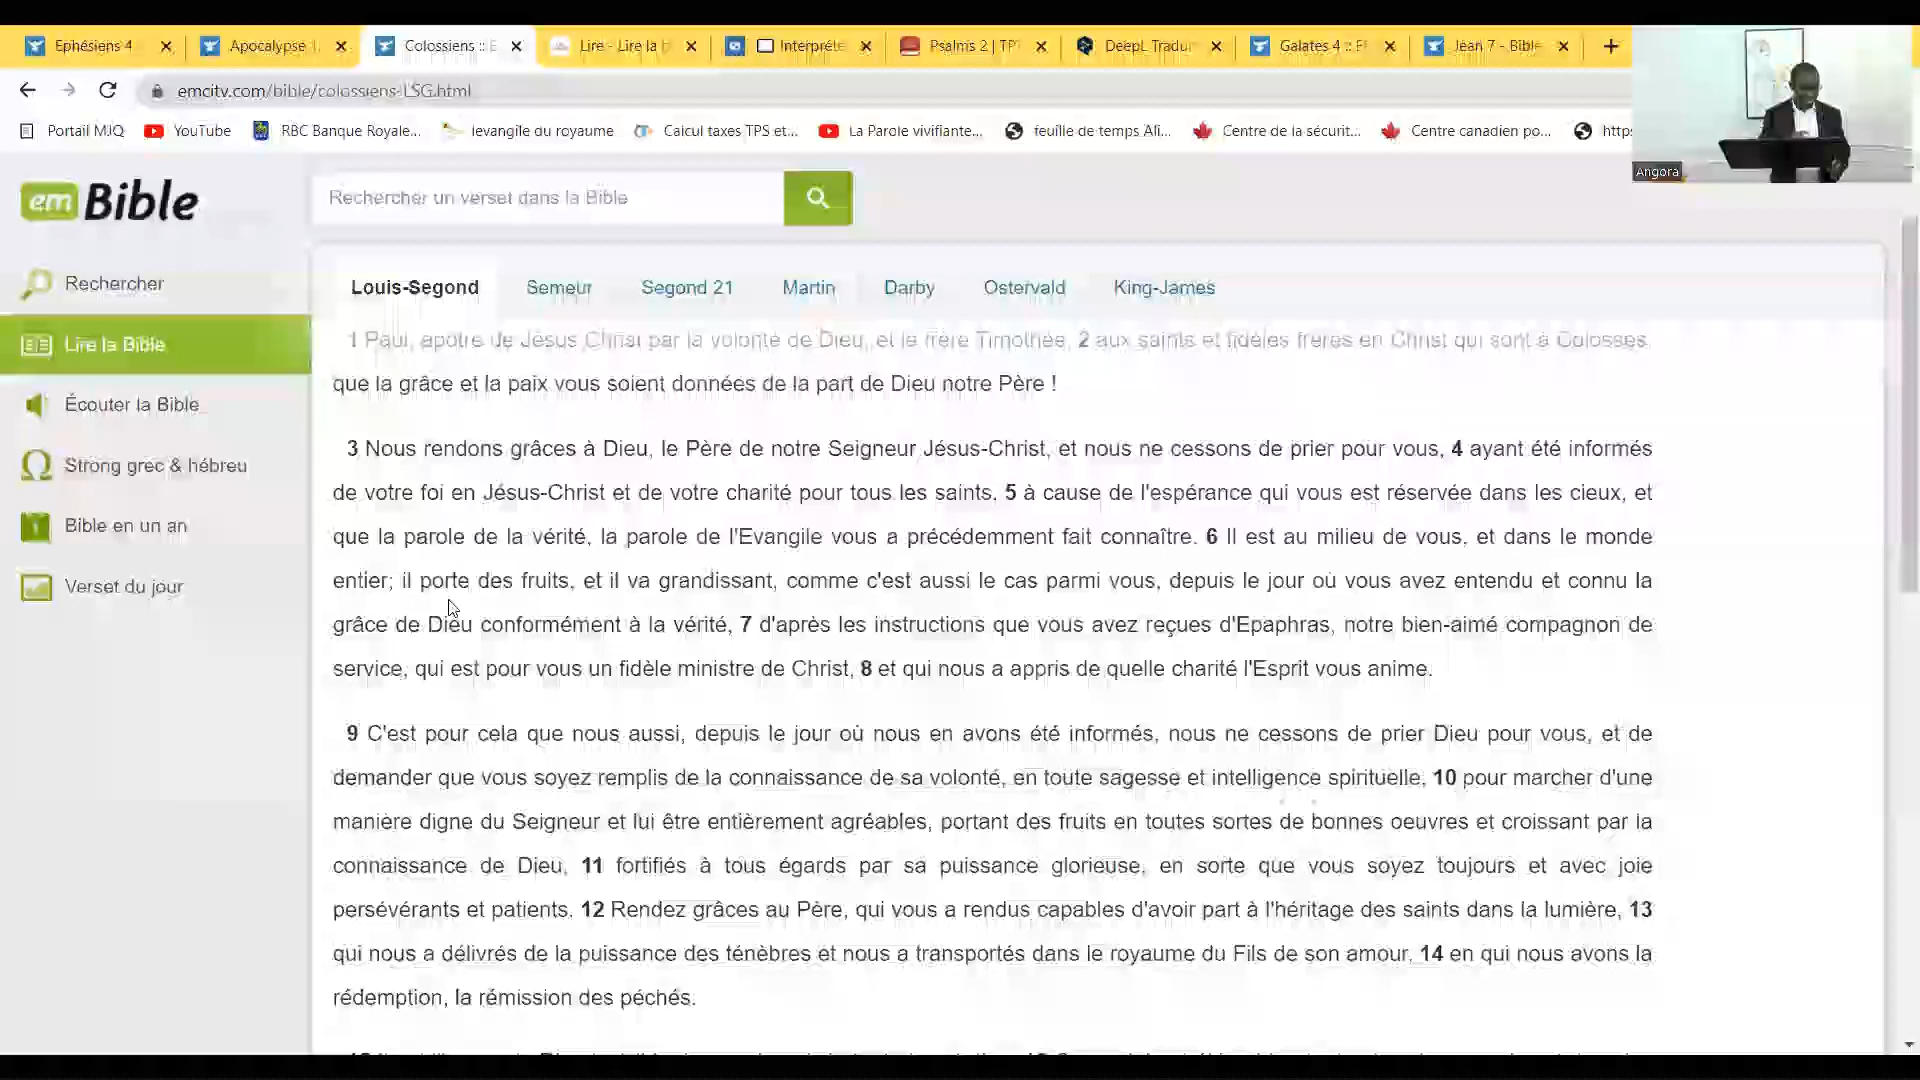 Ephésiens 4
Apocalypse 1
Colossiens :: E
Lire - Lire la b
Interprète
Psalms 2 | TPT
DeepL Tradu
Galates 4 :: E
Jean 7 - Bible
emcitv.com/bible/colossiens-LSG.html
Portail MJQ
YouTube
RBC Banque Royale...
levangile du royaume
Calcul taxes TPS et...
La Parole vivifiante...
feuille de temps Ali...
Centre de la sécurit...
Centre canadien po...
https
Angora
em Bible
Rechercher un verset dans la Bible
Rechercher
Lire la Bible
Écouter la Bible
Strong grec & hébreu
Bible en un an
Verset du jour
Louis-Segond Semeur Segond 21 Martin Darby Ostervald King-James
1 Paul, apôtre de Jésus Christ par la volonté de Dieu, et le frère Timothée, 2 aux saints et fidèles frères en Christ qui sont à Colosses
que la grâce et la paix vous soient données de la part de Dieu notre Père !
3 Nous rendons grâces à Dieu, le Père de notre Seigneur Jésus-Christ, et nous ne cessons de prier pour vous, 4 ayant été informés
de votre foi en Jésus-Christ et de votre charité pour tous les saints, 5 à cause de l'espérance qui vous est réservée dans les cieux, et
que la parole de la vérité, la parole de l'Evangile vous a précédemment fait connaître. 6 Il est au milieu de vous, et dans le monde
entier; il porte des fruits, et il va grandissant, comme c'est aussi le cas parmi vous, depuis le jour où vous avez entendu et connu la
grâce de Dieu conformément à la vérité, 7 d'après les instructions que vous avez reçues d'Epaphras, notre bien-aimé compagnon de
service, qui est pour vous un fidèle ministre de Christ, 8 et qui nous a appris de quelle charité l'Esprit vous anime.
9 C'est pour cela que nous aussi, depuis le jour où nous en avons été informés, nous ne cessons de prier Dieu pour vous, et de
demander que vous soyez remplis de la connaissance de sa volonté, en toute sagesse et intelligence spirituelle, 10 pour marcher d'une
manière digne du Seigneur et lui être entièrement agréables, portant des fruits en toutes sortes de bonnes oeuvres et croissant par la
connaissance de Dieu, 11 fortifiés à tous égards par sa puissance glorieuse, en sorte que vous soyez toujours et avec joie
persévérants et patients. 12 Rendez grâces au Père, qui vous a rendus capables d'avoir part à l'héritage des saints dans la lumière, 13
qui nous a délivrés de la puissance des ténèbres et nous a transportés dans le royaume du Fils de son amour, 14 en qui nous avons la
rédemption, la rémission des péchés.